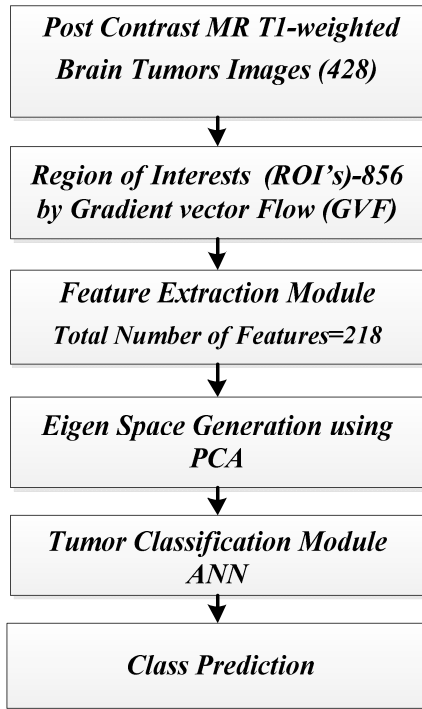 Post Contrast MR T1-weighted
Brain Tumors Images (428)
Region of Interests (ROI's)-856
by Gradient vector Flow (GVF)
Feature Extraction Module
Total Number of Features=218
Eigen Space Generation using
PCA
Tumor Classification Module
ANN
Class Prediction